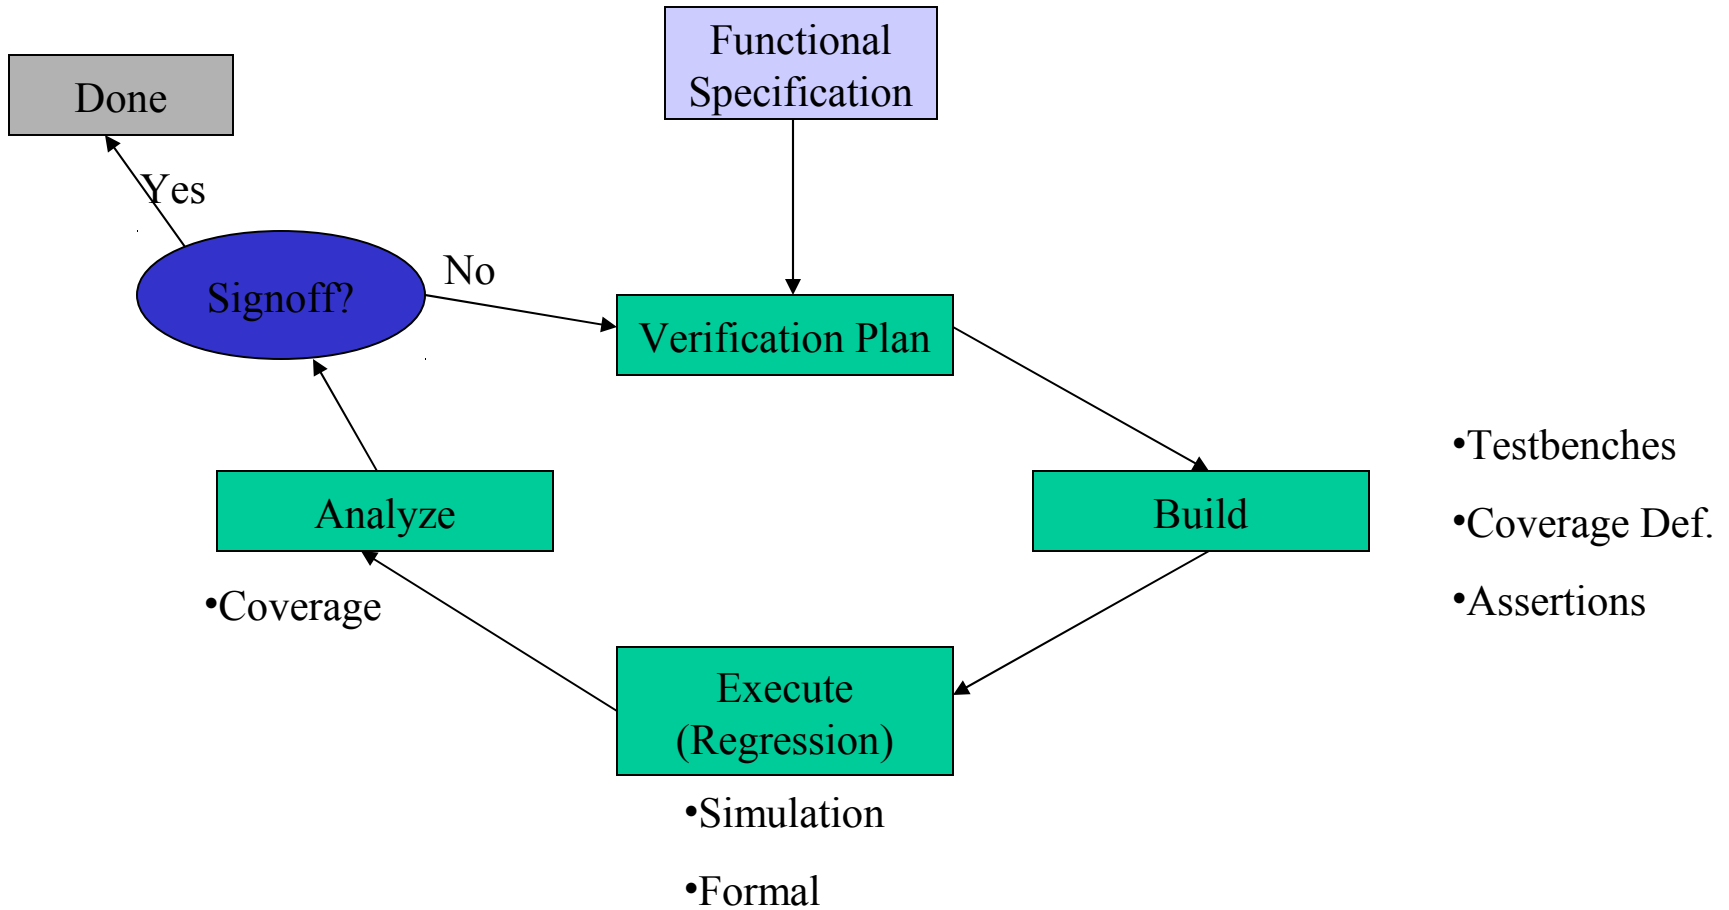 Functional
Specification
Done
Yes
Signoff?
No
Verification Plan
•Testbenches
Analyze
Build
•Coverage Def.
•Coverage
•Assertions
Execute
(Regression)
•Simulation
•Formal